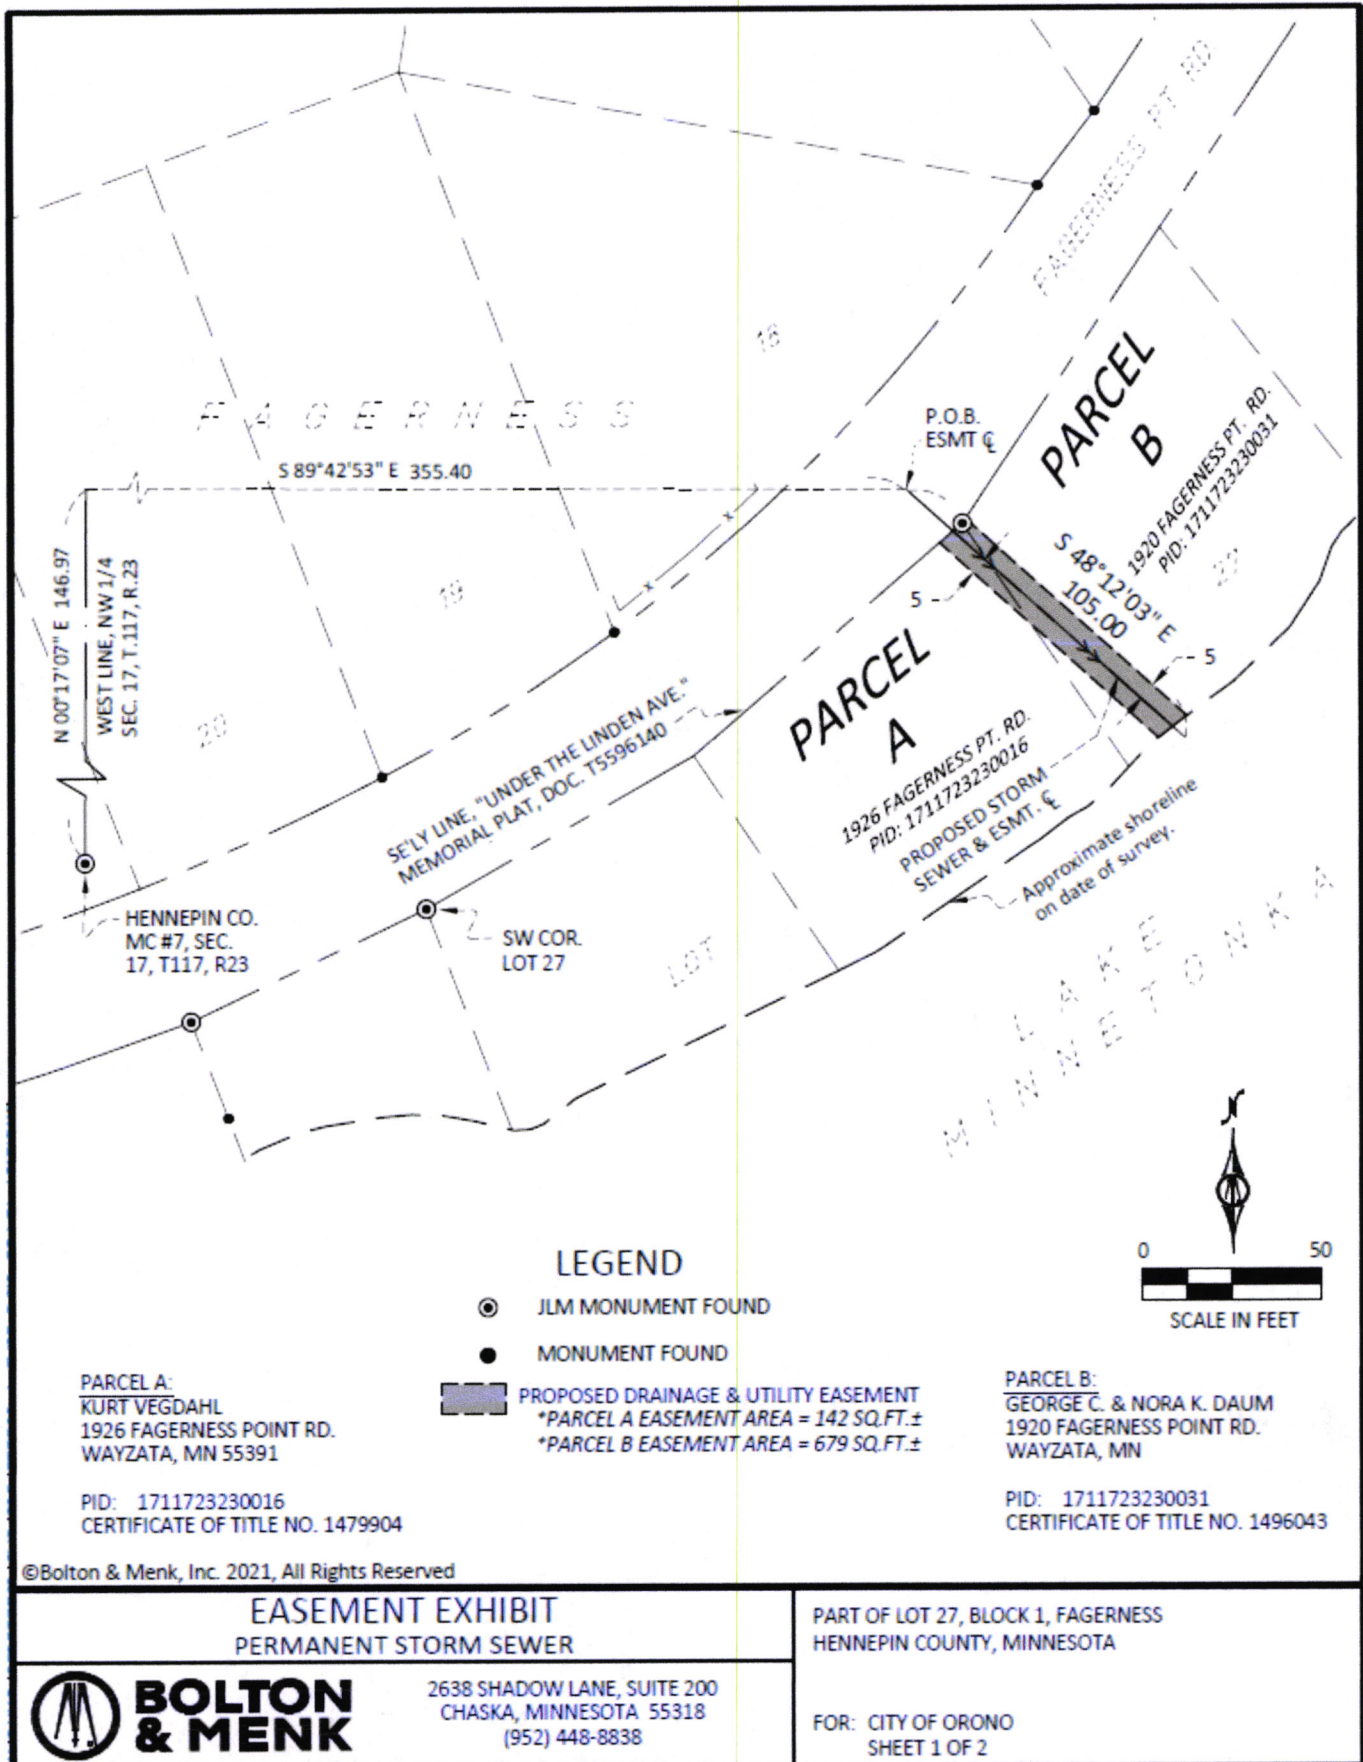 FAGERNESS PT RD
18
FAGERNESS
S 89°42'53" E 355.40
P.O.B.
ESMT ℄
PARCEL
B
1920 FAGERNESS PT. RD.
PID: 1711723230031
N 00°17'07" E 146.97
WEST LINE, NW 1/4
SEC. 17, T.117, R.23
19
x
x
5
S 48°12'03" E
105.00
27
5
20
SE'LY LINE, "UNDER THE LINDEN AVE."
MEMORIAL PLAT, DOC. T5596140
PARCEL
A
1926 FAGERNESS PT. RD.
PID: 1711723230016
PROPOSED STORM
SEWER & ESMT. ℄
Approximate shoreline
on date of survey.
HENNEPIN CO.
MC #7, SEC.
17, T117, R23
SW COR.
LOT 27
LOT
LAKE
MINNETONKA
N
0 50
SCALE IN FEET
LEGEND
JLM MONUMENT FOUND
MONUMENT FOUND
PROPOSED DRAINAGE & UTILITY EASEMENT
*PARCEL A EASEMENT AREA = 142 SQ.FT.±
*PARCEL B EASEMENT AREA = 679 SQ.FT.±
PARCEL A:
KURT VEGDAHL
1926 FAGERNESS POINT RD.
WAYZATA, MN 55391
PID: 1711723230016
CERTIFICATE OF TITLE NO. 1479904
PARCEL B:
GEORGE C. & NORA K. DAUM
1920 FAGERNESS POINT RD.
WAYZATA, MN
PID: 1711723230031
CERTIFICATE OF TITLE NO. 1496043
©Bolton & Menk, Inc. 2021, All Rights Reserved
EASEMENT EXHIBIT
PERMANENT STORM SEWER
BOLTON
& MENK
2638 SHADOW LANE, SUITE 200
CHASKA, MINNESOTA 55318
(952) 448-8838
PART OF LOT 27, BLOCK 1, FAGERNESS
HENNEPIN COUNTY, MINNESOTA
FOR: CITY OF ORONO
SHEET 1 OF 2